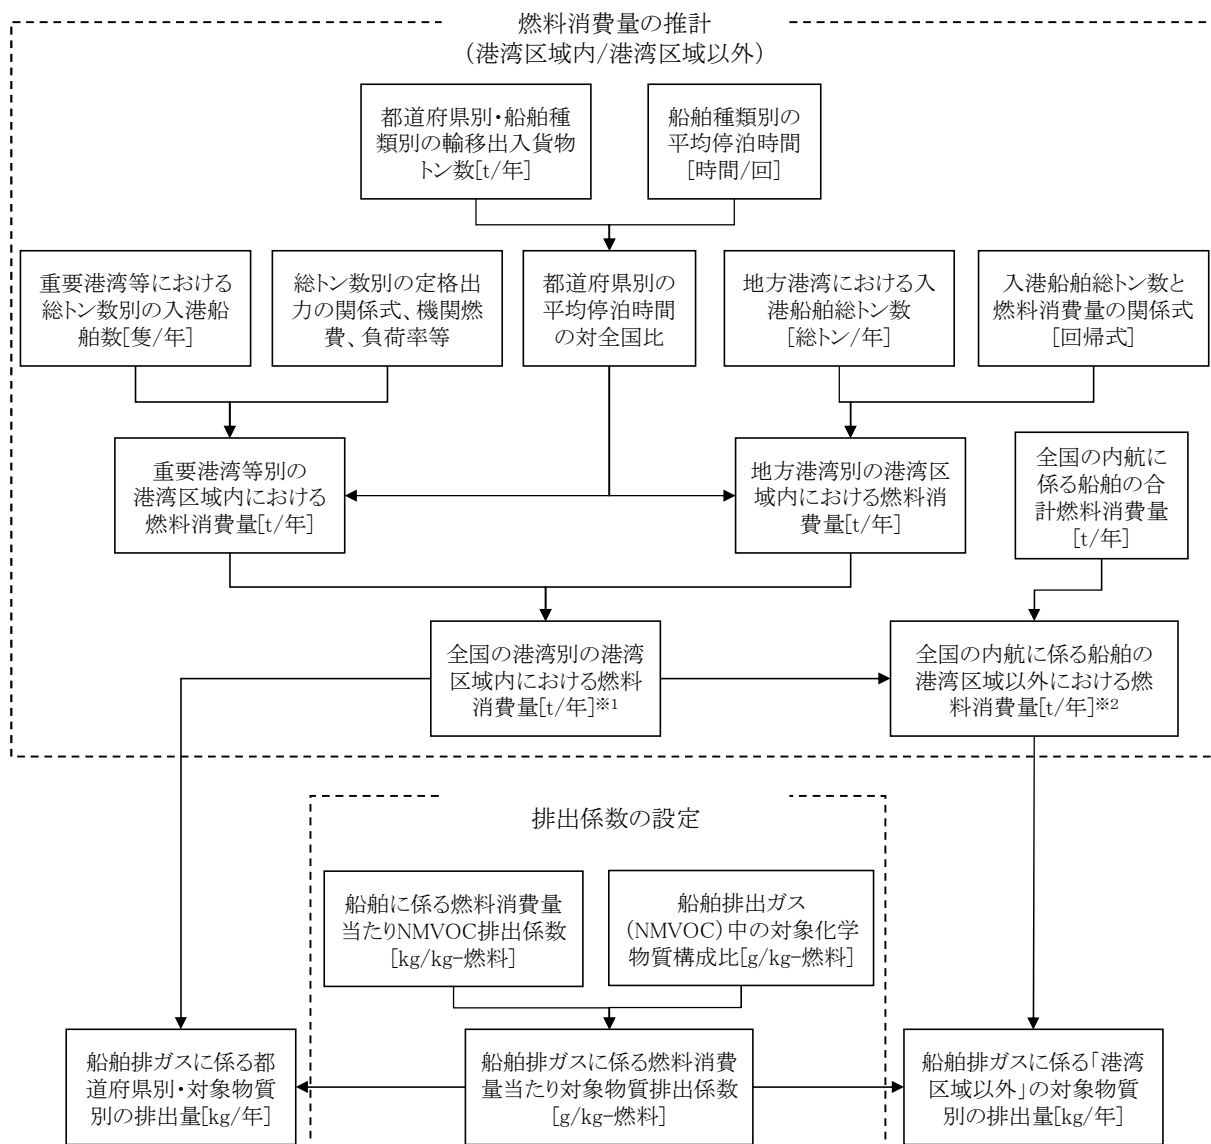 燃料消費量の推計
(港湾区域内/港湾区域以外)
都道府県別・船舶種
類別の輸移出入貨物
トン数[t/年]
船舶種類別の
平均停泊時間
[時間/回]
重要港湾等における
総トン数別の入港船
舶数[隻/年]
総トン数別の定格出
力の関係式、機関燃
費、負荷率等
都道府県別の
平均停泊時間
の対全国比
地方港湾における入
港船舶総トン数
[総トン/年]
入港船舶総トン数と
燃料消費量の関係式
[回帰式]
重要港湾等別の
港湾区域内における
燃料消費量[t/年]
地方港湾別の港湾区
域内における燃料消
費量[t/年]
全国の内航に
係る船舶の合
計燃料消費量
[t/年]
全国の港湾別の港湾
区域内における燃料
消費量[t/年]※1
全国の内航に係る船舶の
港湾区域以外における燃
料消費量[t/年]※2
排出係数の設定
船舶に係る燃料消費量
当たりNMVOC排出係数
[kg/kg-燃料]
船舶排出ガス
(NMVOC)中の対象化学
物質構成比[g/kg-燃料]
船舶排ガスに係る都
道府県別・対象物質
別の排出量[kg/年]
船舶排ガスに係る燃料消費
量当たり対象物質排出係数
[g/kg-燃料]
船舶排ガスに係る「港湾
区域以外」の対象物質
別の排出量[kg/年]